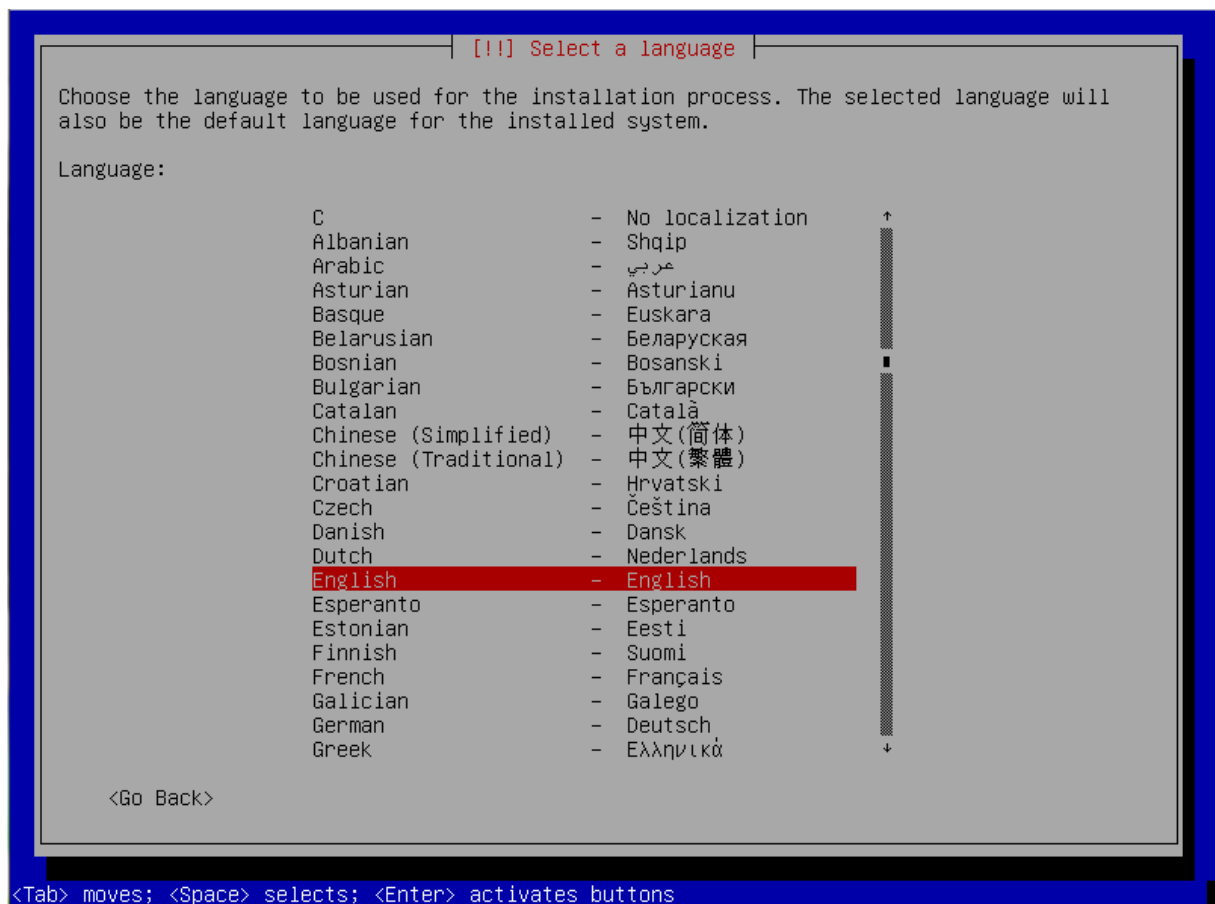 [!!] Select a language
Choose the language to be used for the installation process. The selected language will
also be the default language for the installed system.
Language:
C - No localization
Albanian - Shqip
Arabic - عربي
Asturian - Asturianu
Basque - Euskara
Belarusian - Беларуская
Bosnian - Bosanski
Bulgarian - Български
Catalan - Català
Chinese (Simplified) - 中文(简体)
Chinese (Traditional) - 中文(繁體)
Croatian - Hrvatski
Czech - Čeština
Danish - Dansk
Dutch - Nederlands
English - English
Esperanto - Esperanto
Estonian - Eesti
Finnish - Suomi
French - Français
Galician - Galego
German - Deutsch
Greek - Ελληνικά
<Go Back>
<Tab> moves; <Space> selects; <Enter> activates buttons